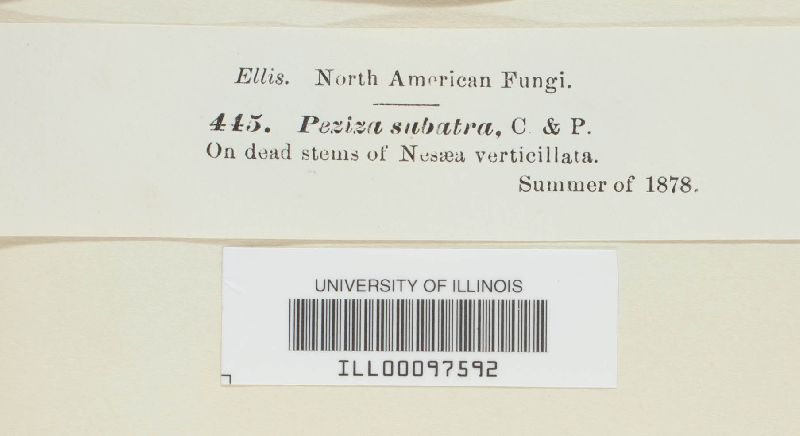 Ellis. North American Fungi.
445. Peziza subatra, C. & P.
On dead stems of Nesæa verticillata.
Summer of 1878.
UNIVERSITY OF ILLINOIS
ILL00097592